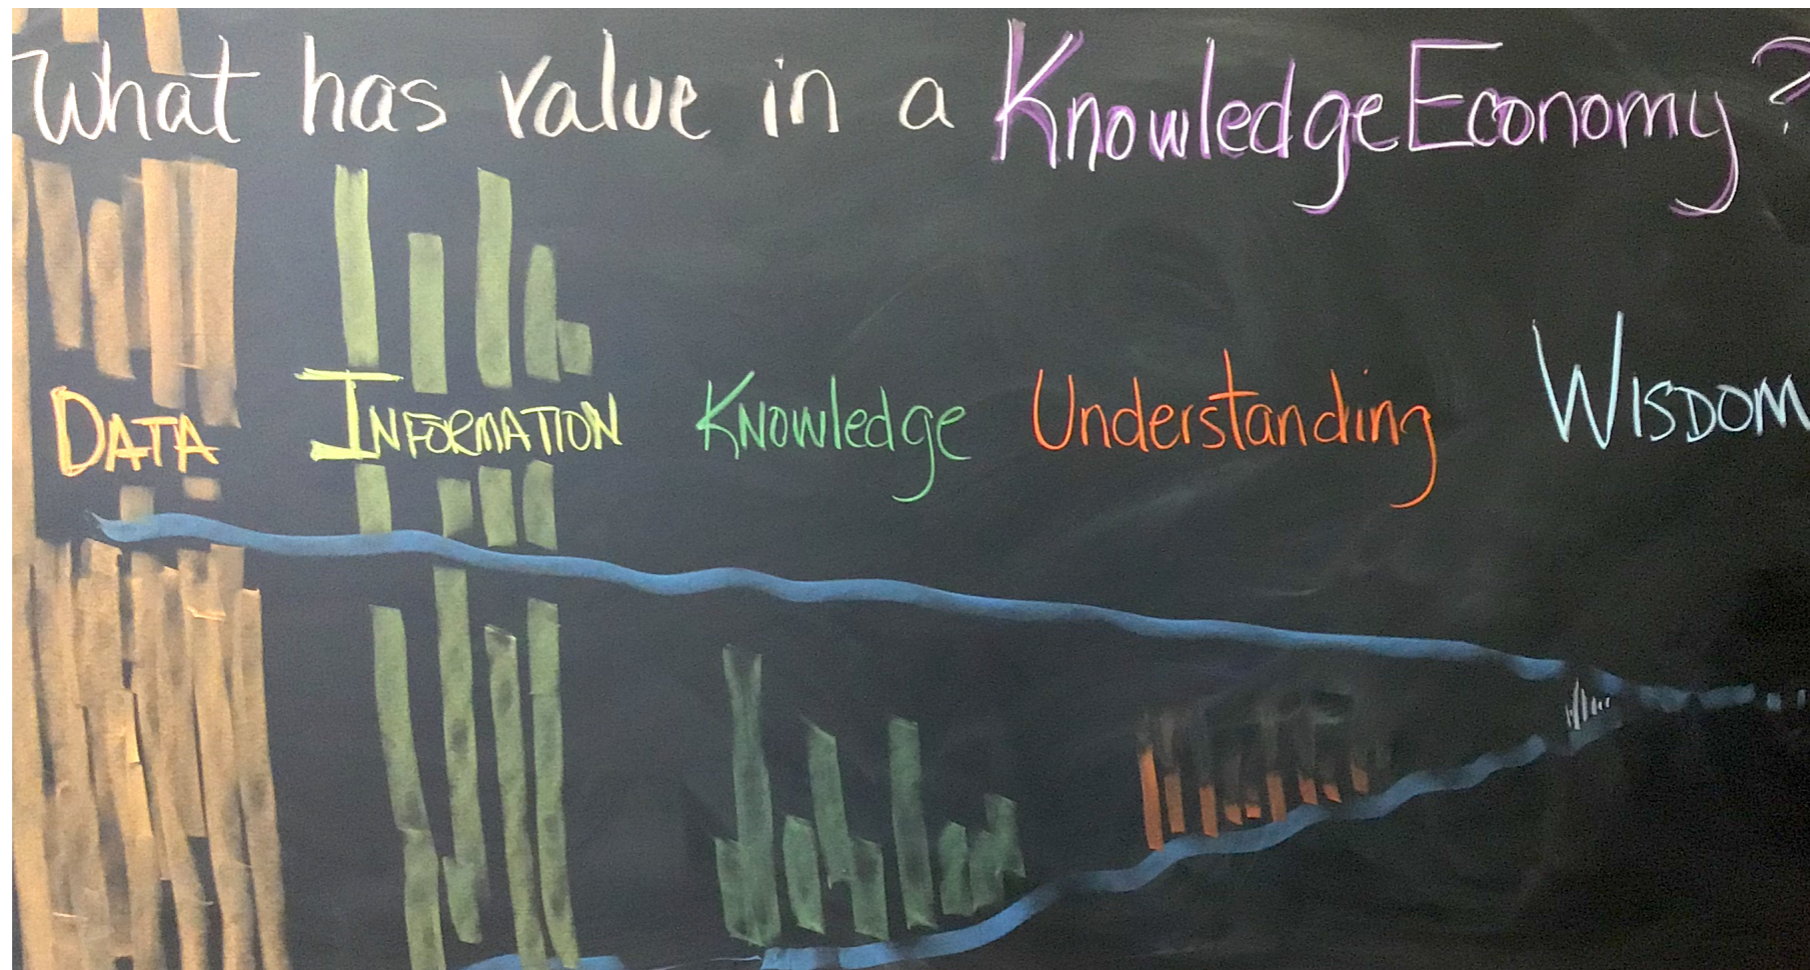 What has value in a Knowledge Economy?
DATA INFORMATION Knowledge Understanding WISDOM